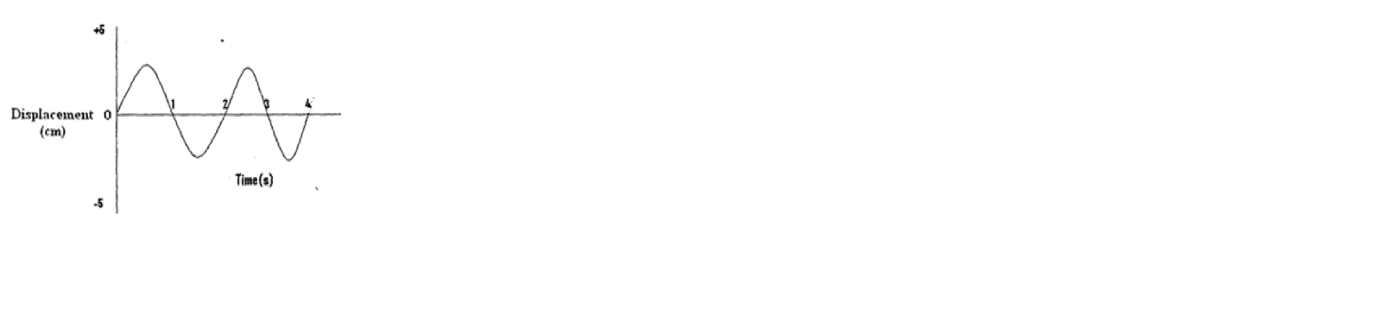 +5
1 2 3 4
Displacement 0
(cm)
Time(s)
-5